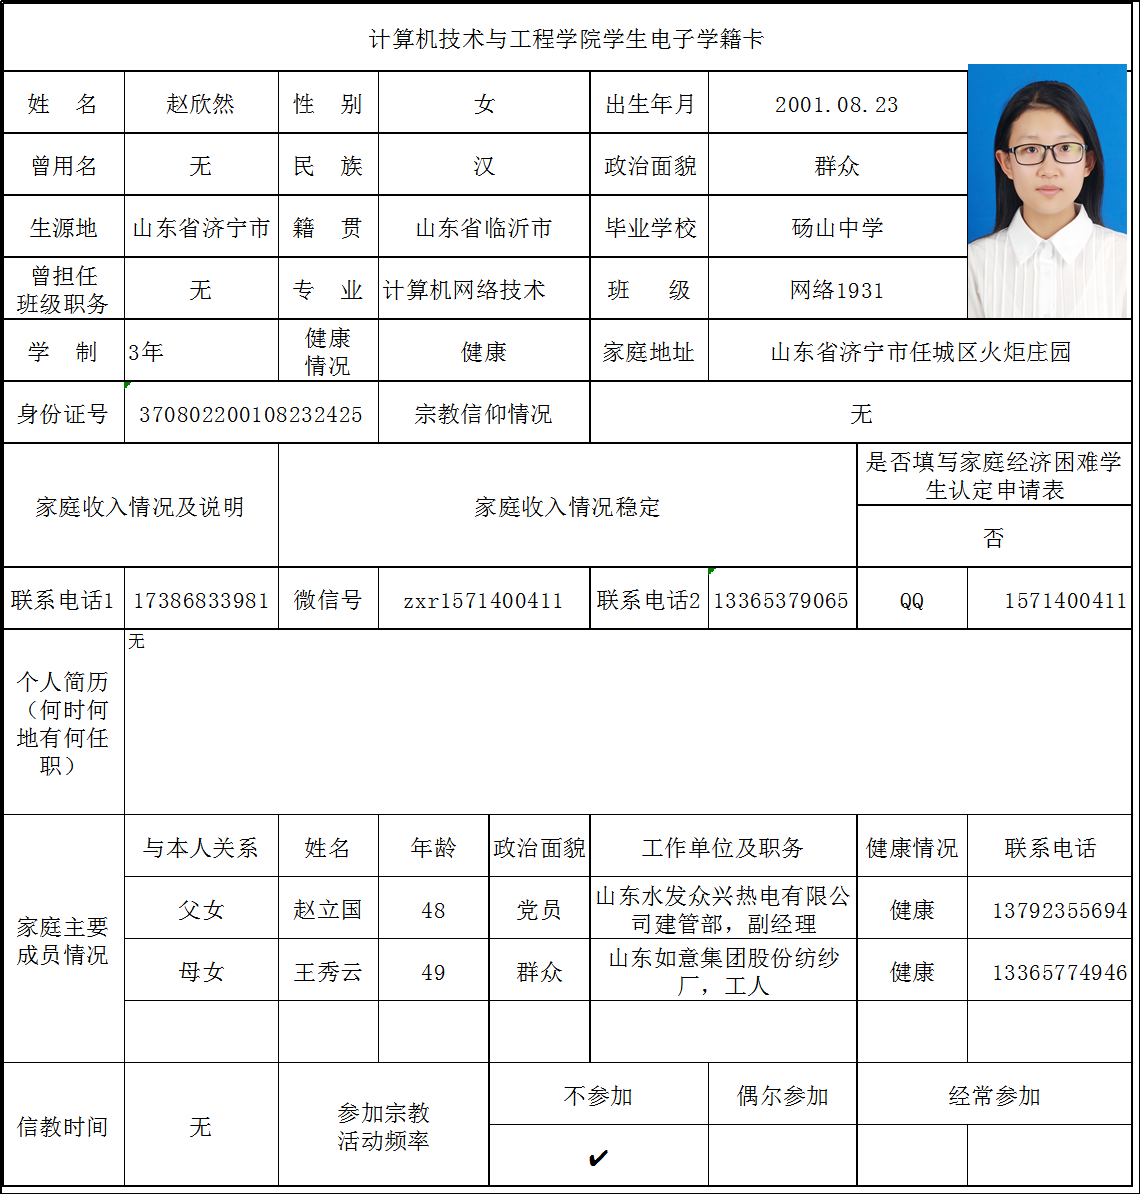 计算机技术与工程学院学生电子学籍卡
姓 名 赵欣然 性 别 女 出生年月 2001.08.23
曾用名 无 民 族 汉 政治面貌 群众
生源地 山东省济宁市 籍 贯 山东省临沂市 毕业学校 砀山中学
曾担任
班级职务 无 专 业 计算机网络技术 班 级 网络1931
学 制 3年 健康
情况 健康 家庭地址 山东省济宁市任城区火炬庄园
身份证号 370802200108232425 宗教信仰情况 无
家庭收入情况及说明 家庭收入情况稳定 是否填写家庭经济困难学
生认定申请表
否
联系电话1 17386833981 微信号 zxr1571400411 联系电话2 13365379065 QQ 1571400411
个人简历
（何时何
地有何任
职） 无
家庭主要
成员情况
与本人关系 姓名 年龄 政治面貌 工作单位及职务 健康情况 联系电话
父女 赵立国 48 党员 山东水发众兴热电有限公
司建管部，副经理 健康 13792355694
母女 王秀云 49 群众 山东如意集团股份纺纱
厂，工人 健康 13365774946
信教时间 无 参加宗教
活动频率 不参加 偶尔参加 经常参加
✔